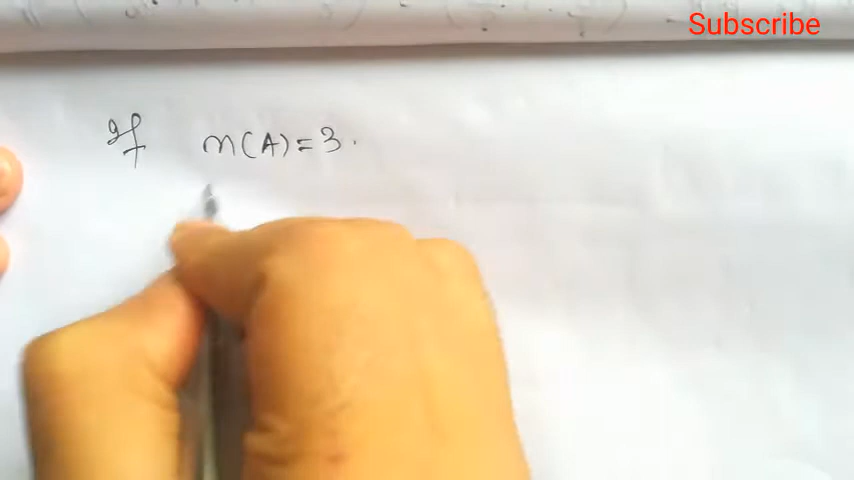 Subscribe
If n(A) = 3.